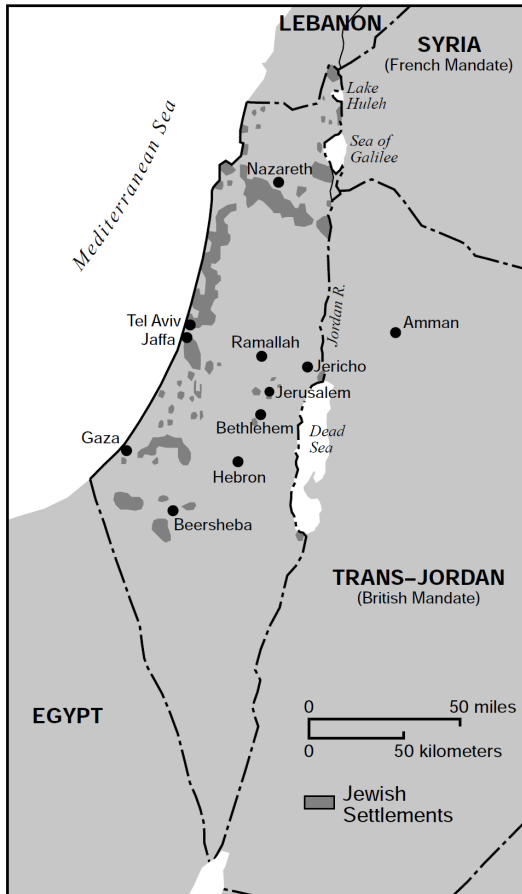 LEBANON
SYRIA
(French Mandate)
Lake
Huleh
Sea of
Galilee
Mediterranean Sea
Nazareth
Jordan R.
Tel Aviv
Jaffa
Amman
Ramallah
Jericho
Jerusalem
Bethlehem
Dead
Sea
Gaza
Hebron
Beersheba
TRANS–JORDAN
(British Mandate)
EGYPT
0 50 miles
0 50 kilometers
Jewish
Settlements